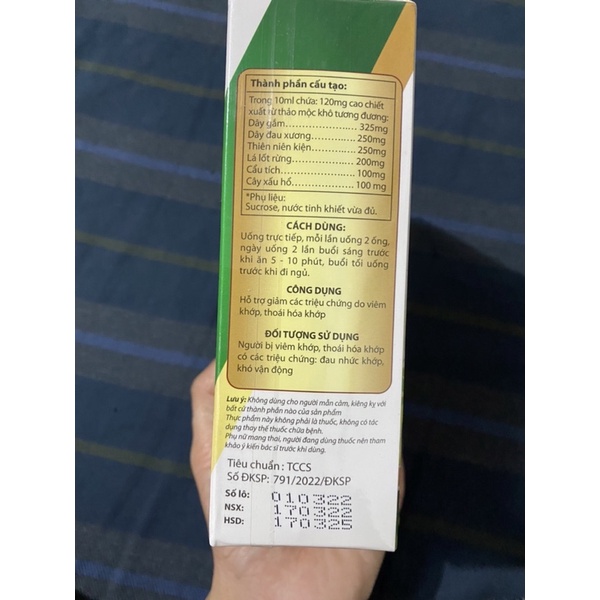 Thành phần cấu tạo:
Trong 10ml chứa: 120mg cao chiết
xuất từ thảo mộc khô tương đương:
Dây gắm........................ 325mg
Dây đau xương............ 250mg
Thiên niên kiện............. 250mg
Lá lốt rừng..................... 200mg
Cẩu tích.......................... 100mg
Cây xấu hổ..................... 100 mg
*Phụ liệu:
Sucrose, nước tinh khiết vừa đủ.
CÁCH DÙNG:
Uống trực tiếp, mỗi lần uống 2 ống,
ngày uống 2 lần buổi sáng trước
khi ăn 5 - 10 phút, buổi tối uống
trước khi đi ngủ.
CÔNG DỤNG
Hỗ trợ giảm các triệu chứng do viêm
khớp, thoái hóa khớp
ĐỐI TƯỢNG SỬ DỤNG
Người bị viêm khớp, thoái hóa khớp
có các triệu chứng: đau nhức khớp,
khó vận động
Lưu ý: Không dùng cho người mẫn cảm, kiêng kỵ với
bất cứ thành phần nào của sản phẩm
Thực phẩm này không phải là thuốc, không có tác
dụng thay thế thuốc chữa bệnh.
Phụ nữ mang thai, người đang dùng thuốc nên tham
khảo ý kiến bác sĩ trước khi dùng.
Tiêu chuẩn : TCCS
Số ĐKSP: 791/2022/ĐKSP
Số lô: 010322
NSX: 170322
HSD: 170325